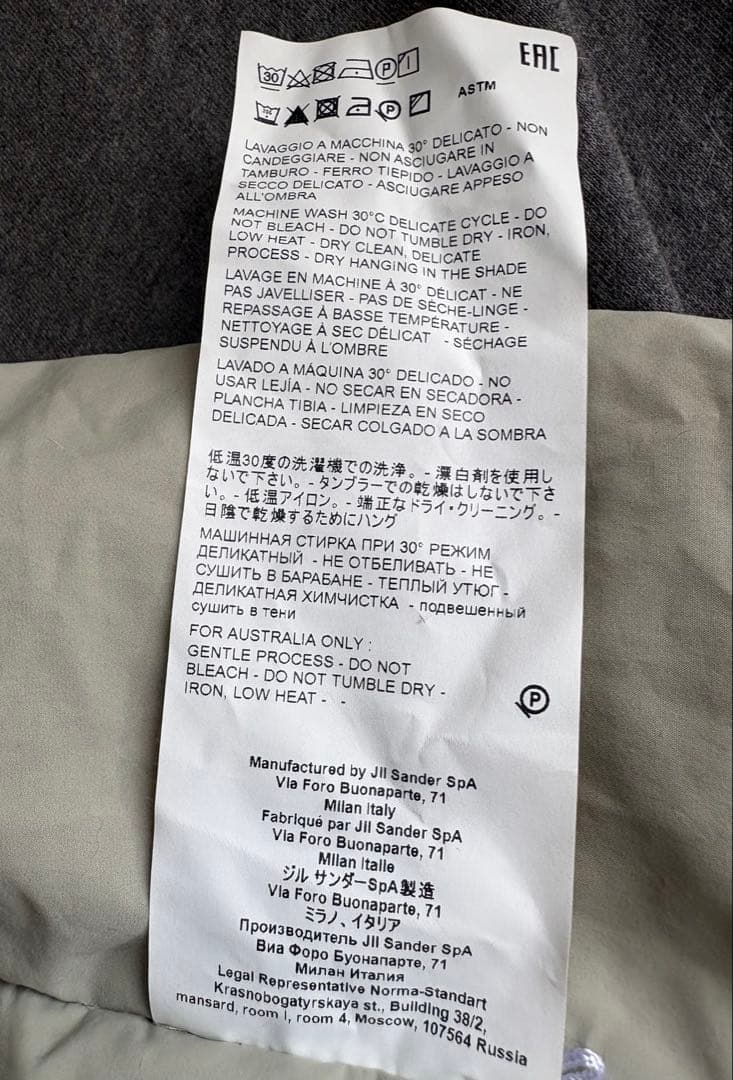 EAC
30 P
P ASTM
LAVAGGIO A MACCHINA 30° DELICATO - NON
CANDEGGIARE - NON ASCIUGARE IN
TAMBURO - FERRO TIEPIDO - LAVAGGIO A
SECCO DELICATO - ASCIUGARE APPESO
ALL'OMBRA
MACHINE WASH 30°C DELICATE CYCLE - DO
NOT BLEACH - DO NOT TUMBLE DRY - IRON,
LOW HEAT - DRY CLEAN, DELICATE
PROCESS - DRY HANGING IN THE SHADE
LAVAGE EN MACHINE À 30° DÉLICAT - NE
PAS JAVELLISER - PAS DE SÈCHE-LINGE -
REPASSAGE À BASSE TEMPÉRATURE -
NETTOYAGE À SEC DÉLICAT - SÉCHAGE
SUSPENDU À L'OMBRE
LAVADO A MÁQUINA 30° DELICADO - NO
USAR LEJÍA - NO SECAR EN SECADORA -
PLANCHA TIBIA - LIMPIEZA EN SECO
DELICADA - SECAR COLGADO A LA SOMBRA
低温30度の洗濯機での洗浄。- 漂白剤を使用し
ないで下さい。- タンブラーでの乾燥はしないで下さ
い。- 低温アイロン。- 端正なドライ・クリーニング。-
日陰で乾燥するためにハング
МАШИННАЯ СТИРКА ПРИ 30° РЕЖИМ
ДЕЛИКАТНЫЙ - НЕ ОТБЕЛИВАТЬ - НЕ
СУШИТЬ В БАРАБАНЕ - ТЕПЛЫЙ УТЮГ -
ДЕЛИКАТНАЯ ХИМЧИСТКА - подвешенный
сушить в тени
FOR AUSTRALIA ONLY :
GENTLE PROCESS - DO NOT
BLEACH - DO NOT TUMBLE DRY -
IRON, LOW HEAT - -
P
Manufactured by Jil Sander SpA
Via Foro Buonaparte, 71
Milan Italy
Fabriqué par Jil Sander SpA
Via Foro Buonaparte, 71
Milan Italie
ジル サンダーSpA製造
Via Foro Buonaparte, 71
ミラノ、イタリア
Производитель Jil Sander SpA
Виа Форо Буонапарте, 71
Милан Италия
Legal Representative Norma-Standart
Krasnobogatyrskaya st., Building 38/2,
mansard, room I, room 4, Moscow, 107564 Russia